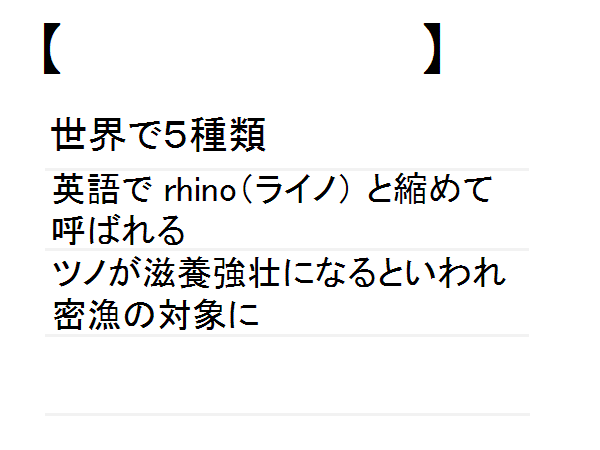 【　　　　　　　　　　】
世界で5種類
英語で rhino（ライノ） と縮めて
呼ばれる
ツノが滋養強壮になるといわれ
密漁の対象に